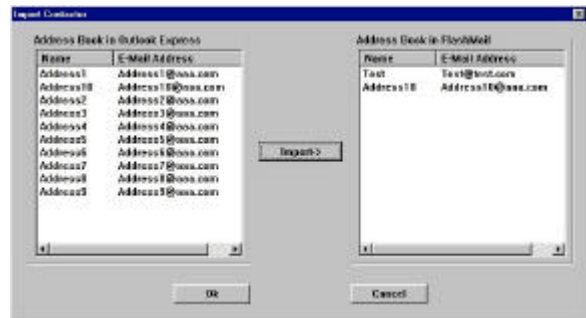 Import Contactor
Address Book in Outlook Express
Name E-Mail Address
Address1 Address1@aaa.com
Address10 Address10@aaa.com
Address2 Address2@aaa.com
Address3 Address3@aaa.com
Address4 Address4@aaa.com
Address5 Address5@aaa.com
Address6 Address6@aaa.com
Address7 Address7@aaa.com
Address8 Address8@aaa.com
Address9 Address9@aaa.com
Import->
Address Book in FlashMail
Name E-Mail Address
Test Test@test.com
Address10 Address10@aaa.com
Ok
Cancel